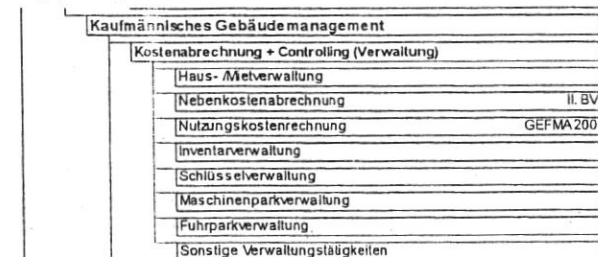 Kaufmännisches Gebäudemanagement
Kostenabrechnung + Controlling (Verwaltung)
Haus- /Mietverwaltung
Nebenkostenabrechnung II. BV
Nutzungskostenrechnung GEFMA 200
Inventarverwaltung
Schlüsselverwaltung
Maschinenparkverwaltung
Fuhrparkverwaltung
Sonstige Verwaltungstätigkeiten